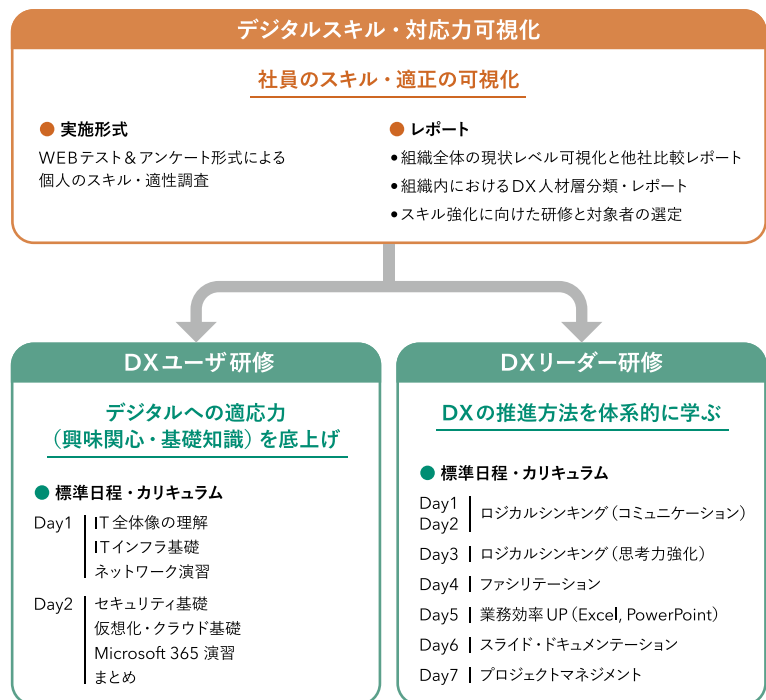 デジタルスキル・対応力可視化
社員のスキル・適正の可視化
● 実施形式
WEBテスト&アンケート形式による
個人のスキル・適性調査
● レポート
•組織全体の現状レベル可視化と他社比較レポート
•組織内におけるDX人材層分類・レポート
•スキル強化に向けた研修と対象者の選定
DXユーザ研修
デジタルへの適応力
(興味関心・基礎知識)を底上げ
● 標準日程・カリキュラム
Day1 IT全体像の理解
ITインフラ基礎
ネットワーク演習
Day2 セキュリティ基礎
仮想化・クラウド基礎
Microsoft 365 演習
まとめ
DXリーダー研修
DXの推進方法を体系的に学ぶ
● 標準日程・カリキュラム
Day1
Day2 ロジカルシンキング(コミュニケーション)
Day3 ロジカルシンキング(思考力強化)
Day4 ファシリテーション
Day5 業務効率UP(Excel, PowerPoint)
Day6 スライド・ドキュメンテーション
Day7 プロジェクトマネジメント